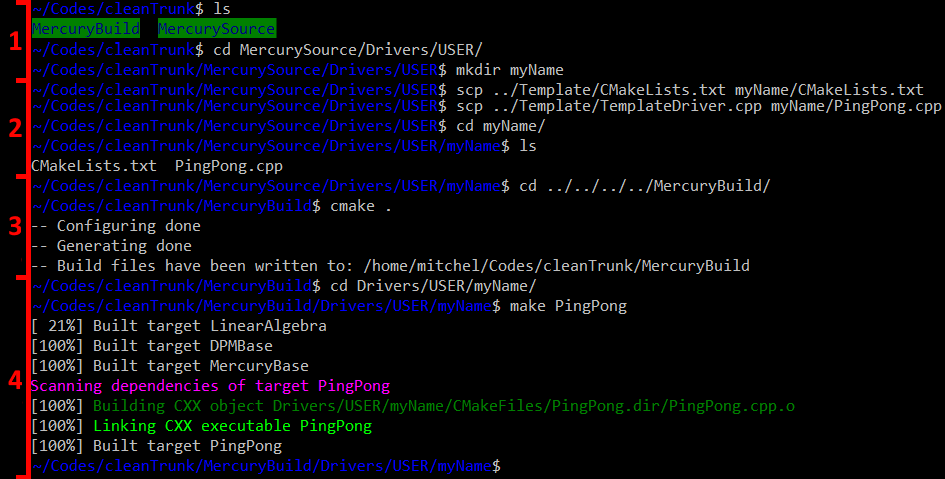 ~/Codes/cleanTrunk$ ls
MercuryBuild  MercurySource
1
~/Codes/cleanTrunk$ cd MercurySource/Drivers/USER/
~/Codes/cleanTrunk/MercurySource/Drivers/USER$ mkdir myName
~/Codes/cleanTrunk/MercurySource/Drivers/USER$ scp ../Template/CMakeLists.txt myName/CMakeLists.txt
~/Codes/cleanTrunk/MercurySource/Drivers/USER$ scp ../Template/TemplateDriver.cpp myName/PingPong.cpp
2
~/Codes/cleanTrunk/MercurySource/Drivers/USER$ cd myName/
~/Codes/cleanTrunk/MercurySource/Drivers/USER/myName$ ls
CMakeLists.txt  PingPong.cpp
~/Codes/cleanTrunk/MercurySource/Drivers/USER/myName$ cd ../../../../MercuryBuild/
~/Codes/cleanTrunk/MercuryBuild$ cmake .
3
-- Configuring done
-- Generating done
-- Build files have been written to: /home/mitchel/Codes/cleanTrunk/MercuryBuild
~/Codes/cleanTrunk/MercuryBuild$ cd Drivers/USER/myName/
~/Codes/cleanTrunk/MercuryBuild/Drivers/USER/myName$ make PingPong
[ 21%] Built target LinearAlgebra
[100%] Built target DPMBase
[100%] Built target MercuryBase
4
Scanning dependencies of target PingPong
[100%] Building CXX object Drivers/USER/myName/CMakeFiles/PingPong.dir/PingPong.cpp.o
[100%] Linking CXX executable PingPong
[100%] Built target PingPong
~/Codes/cleanTrunk/MercuryBuild/Drivers/USER/myName$